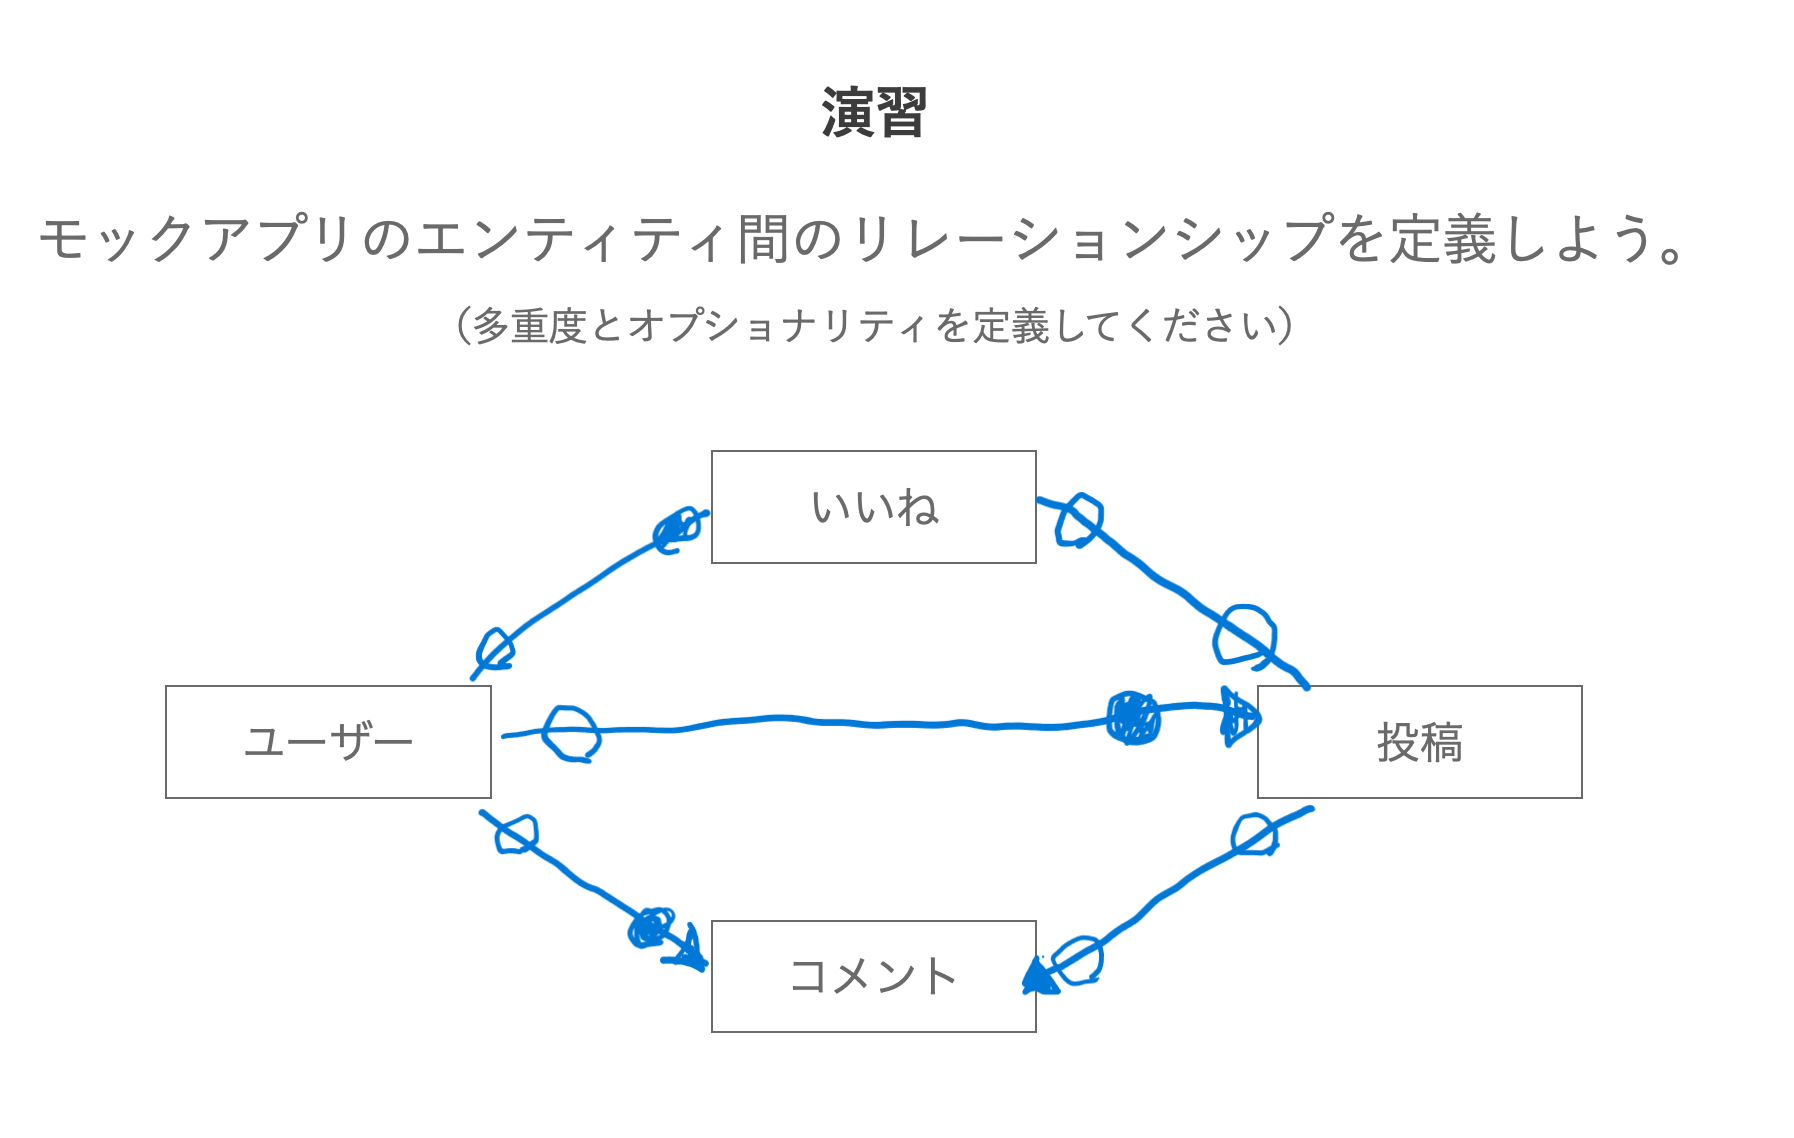 演習
モックアプリのエンティティ間のリレーションシップを定義しよう。
（多重度とオプショナリティを定義してください）
いいね
ユーザー
投稿
コメント